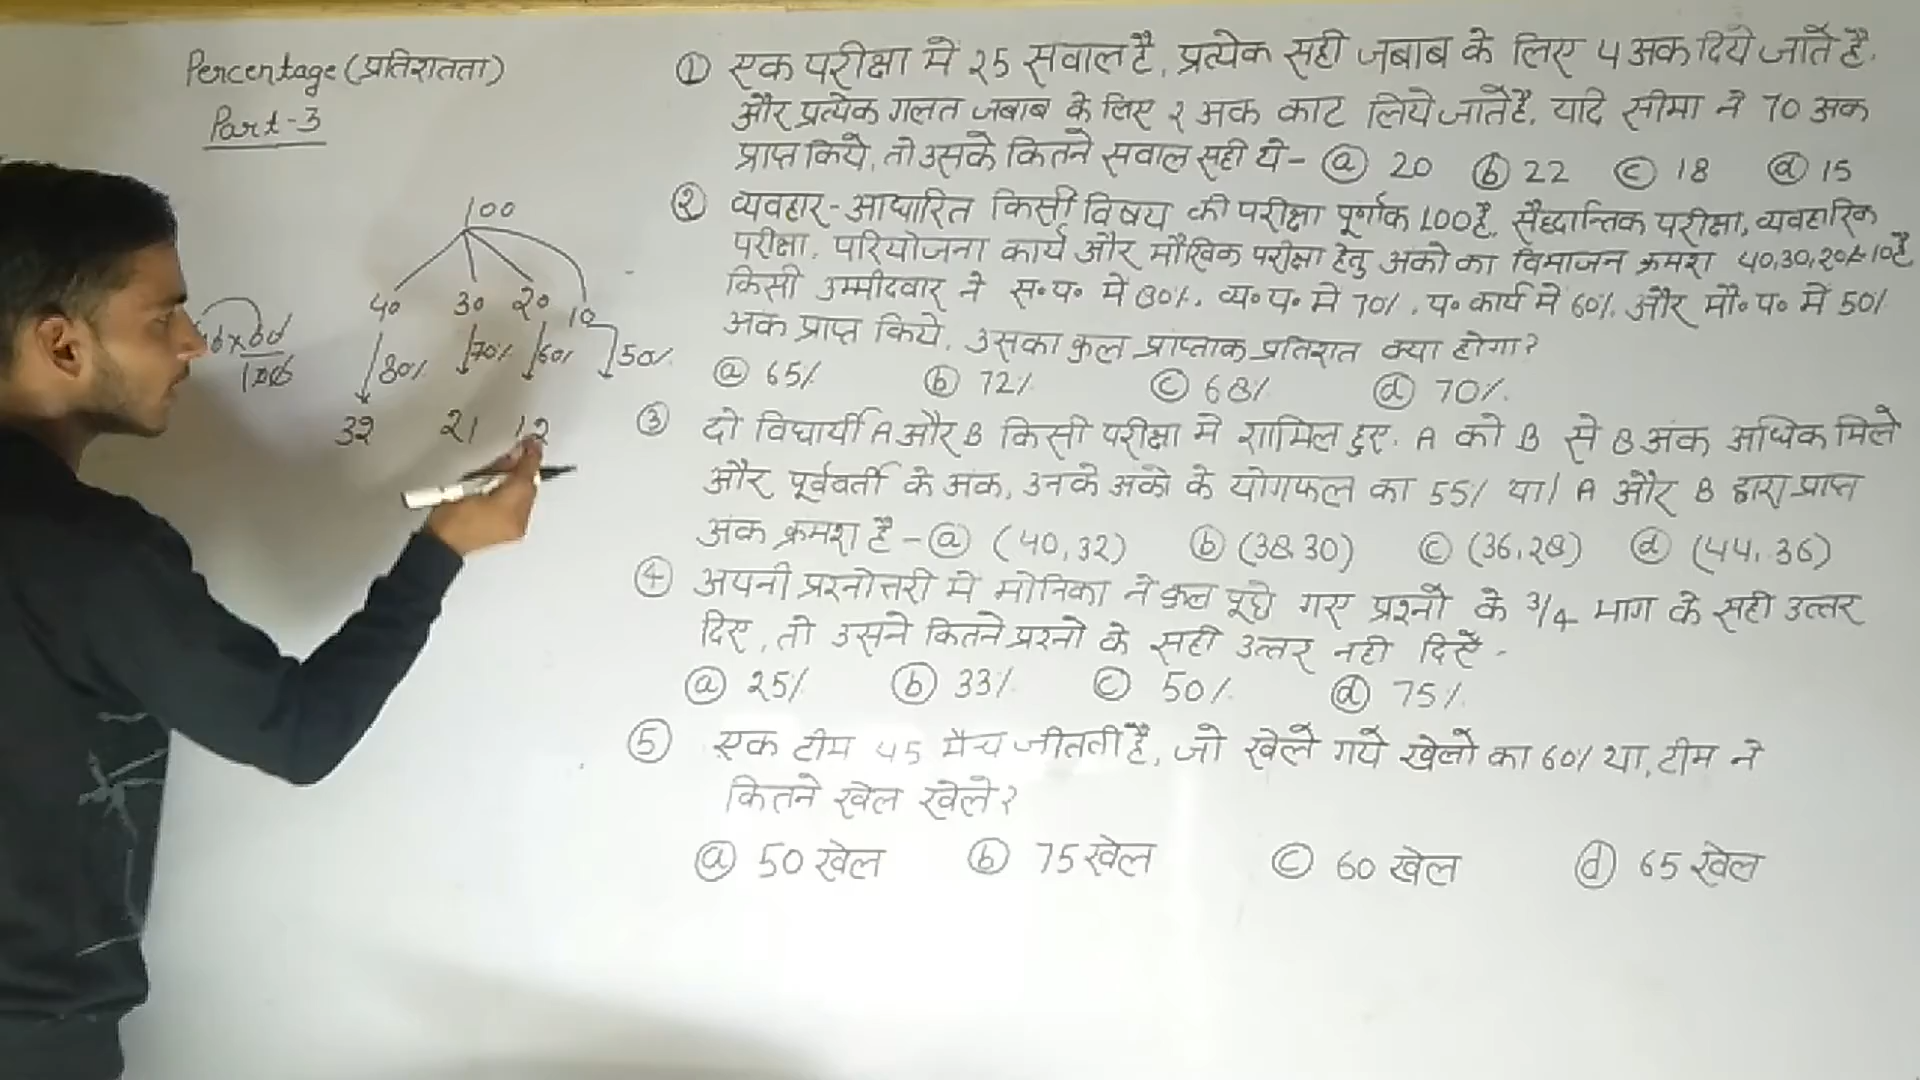 Percentage (प्रतिशतता)
Part-3
100
40 30 20 10
80% 70% 60% 50%
32 21 12
① एक परीक्षा में 25 सवाल है, प्रत्येक सही जबाब के लिए 4 अंक दिये जाते है,
और प्रत्येक गलत जबाब के लिए 2 अंक काट लिये जाते है, यदि सीमा ने 70 अंक
प्राप्त किये, तो उसके कितने सवाल सही थे - ⓐ 20 ⓑ 22 ⓒ 18 ⓓ 15
② व्यवहार-आधारित किसी विषय की परीक्षा पूर्णांक 100 है, सैद्धान्तिक परीक्षा, व्यवहारिक
परीक्षा, परियोजना कार्य और मौखिक परीक्षा हेतु अंको का विभाजन क्रमश 40,30,20&10 है
किसी उम्मीदवार ने स॰प॰ में 80%, व्य॰प॰ में 70%, प॰ कार्य में 60%, और मौ॰प॰ में 50%
अंक प्राप्त किये, उसका कुल प्राप्तांक प्रतिशत क्या होगा?
ⓐ 65% ⓑ 72% ⓒ 68% ⓓ 70%
③ दो विधार्थी A और B किसी परीक्षा में शामिल हुए, A को B से 8 अंक अधिक मिले
और पूर्ववर्ती के अंक, उनके अंको के योगफल का 55% था। A और B द्वारा प्राप्त
अंक क्रमश है - ⓐ (40,32) ⓑ (38,30) ⓒ (36,28) ⓓ (44,36)
④ अपनी प्रश्नोत्तरी में मोनिका ने कुल पूछे गए प्रश्नो के 3/4 भाग के सही उत्तर
दिए, तो उसने कितने प्रश्नो के सही उत्तर नही दिऐ -
ⓐ 25% ⓑ 33% ⓒ 50% ⓓ 75%
⑤ एक टीम 45 मैच जीतती है, जो खेले गये खेलो का 60% था, टीम ने
कितने खेल खेले?
ⓐ 50 खेल ⓑ 75 खेल ⓒ 60 खेल ⓓ 65 खेल